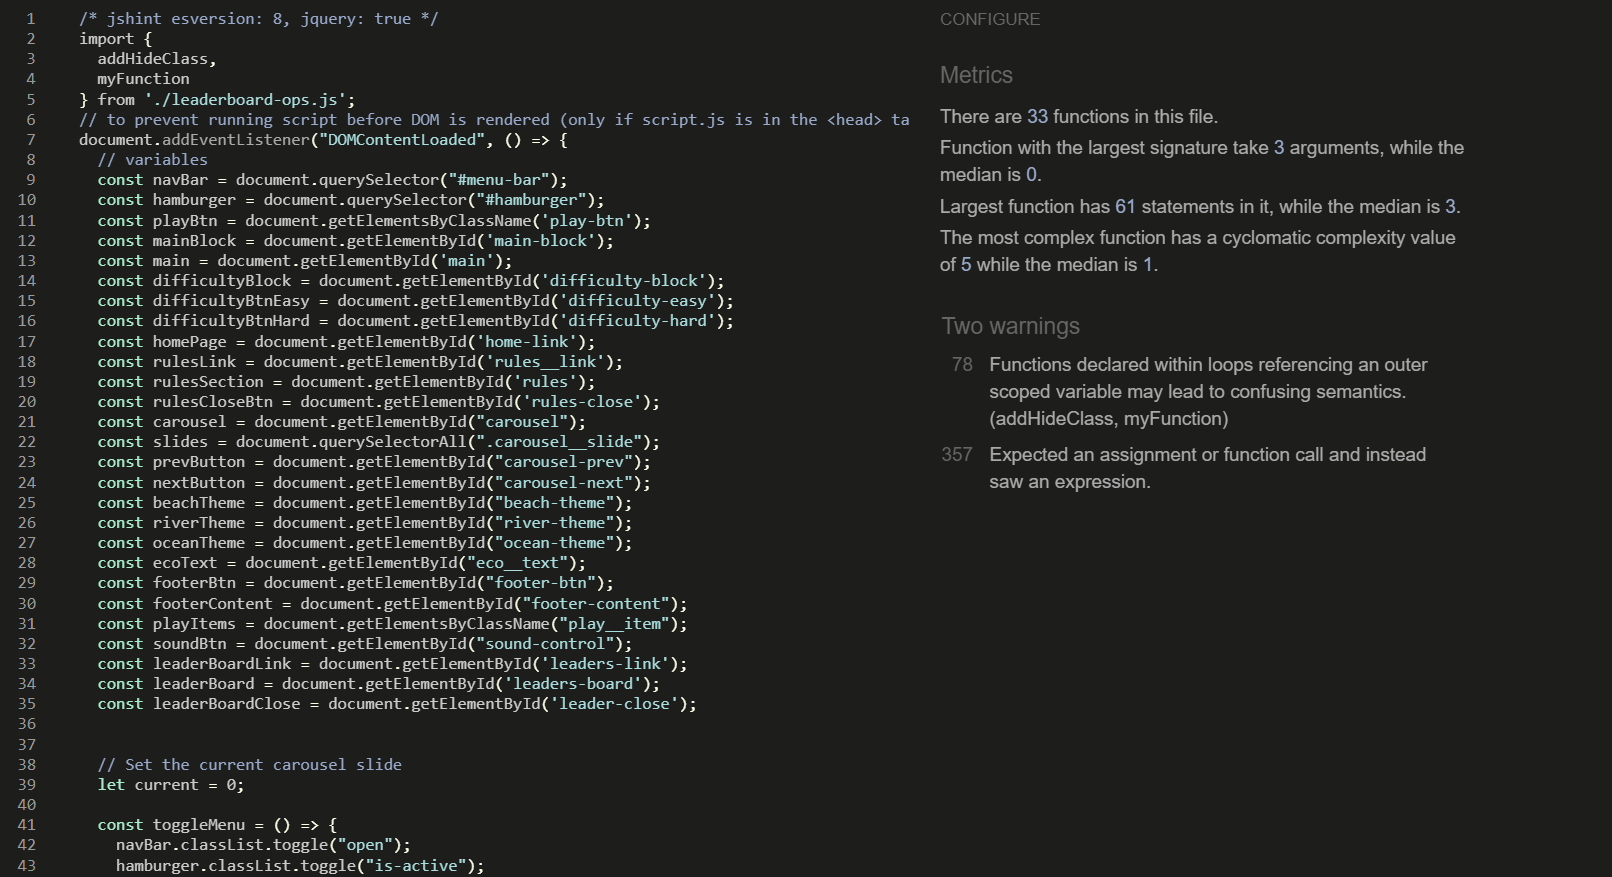 1 /* jshint esversion: 8, jquery: true */
2 import {
3 addHideClass,
4 myFunction
5 } from './leaderboard-ops.js';
6 // to prevent running script before DOM is rendered (only if script.js is in the <head> ta
7 document.addEventListener("DOMContentLoaded", () => {
8 // variables
9 const navBar = document.querySelector("#menu-bar");
10 const hamburger = document.querySelector("#hamburger");
11 const playBtn = document.getElementsByClassName('play-btn');
12 const mainBlock = document.getElementById('main-block');
13 const main = document.getElementById('main');
14 const difficultyBlock = document.getElementById('difficulty-block');
15 const difficultyBtnEasy = document.getElementById('difficulty-easy');
16 const difficultyBtnHard = document.getElementById('difficulty-hard');
17 const homePage = document.getElementById('home-link');
18 const rulesLink = document.getElementById('rules__link');
19 const rulesSection = document.getElementById('rules');
20 const rulesCloseBtn = document.getElementById('rules-close');
21 const carousel = document.getElementById("carousel");
22 const slides = document.querySelectorAll(".carousel__slide");
23 const prevButton = document.getElementById("carousel-prev");
24 const nextButton = document.getElementById("carousel-next");
25 const beachTheme = document.getElementById("beach-theme");
26 const riverTheme = document.getElementById("river-theme");
27 const oceanTheme = document.getElementById("ocean-theme");
28 const ecoText = document.getElementById("eco__text");
29 const footerBtn = document.getElementById("footer-btn");
30 const footerContent = document.getElementById("footer-content");
31 const playItems = document.getElementsByClassName("play__item");
32 const soundBtn = document.getElementById("sound-control");
33 const leaderBoardLink = document.getElementById('leaders-link');
34 const leaderBoard = document.getElementById('leaders-board');
35 const leaderBoardClose = document.getElementById('leader-close');
36
37
38 // Set the current carousel slide
39 let current = 0;
40
41 const toggleMenu = () => {
42 navBar.classList.toggle("open");
43 hamburger.classList.toggle("is-active");
CONFIGURE
Metrics
There are 33 functions in this file.
Function with the largest signature take 3 arguments, while the
median is 0.
Largest function has 61 statements in it, while the median is 3.
The most complex function has a cyclomatic complexity value
of 5 while the median is 1.
Two warnings
78 Functions declared within loops referencing an outer
scoped variable may lead to confusing semantics.
(addHideClass, myFunction)
357 Expected an assignment or function call and instead
saw an expression.